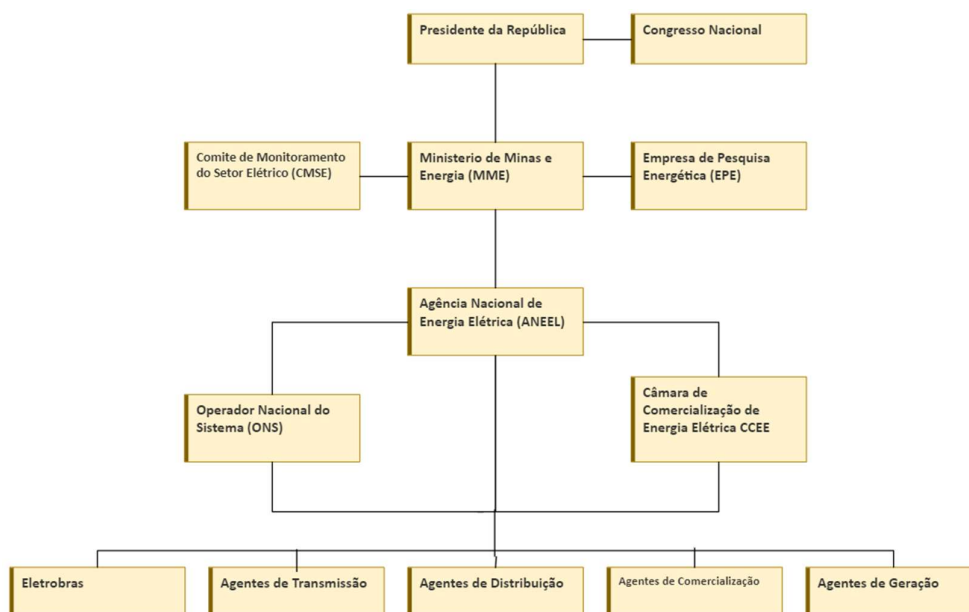 Presidente da República
Congresso Nacional
Comite de Monitoramento
do Setor Elétrico (CMSE)
Ministerio de Minas e
Energia (MME)
Empresa de Pesquisa
Energética (EPE)
Agência Nacional de
Energia Elétrica (ANEEL)
Operador Nacional do
Sistema (ONS)
Câmara de
Comercialização de
Energia Elétrica CCEE
Eletrobras
Agentes de Transmissão
Agentes de Distribuição
Agentes de Comercialização
Agentes de Geração